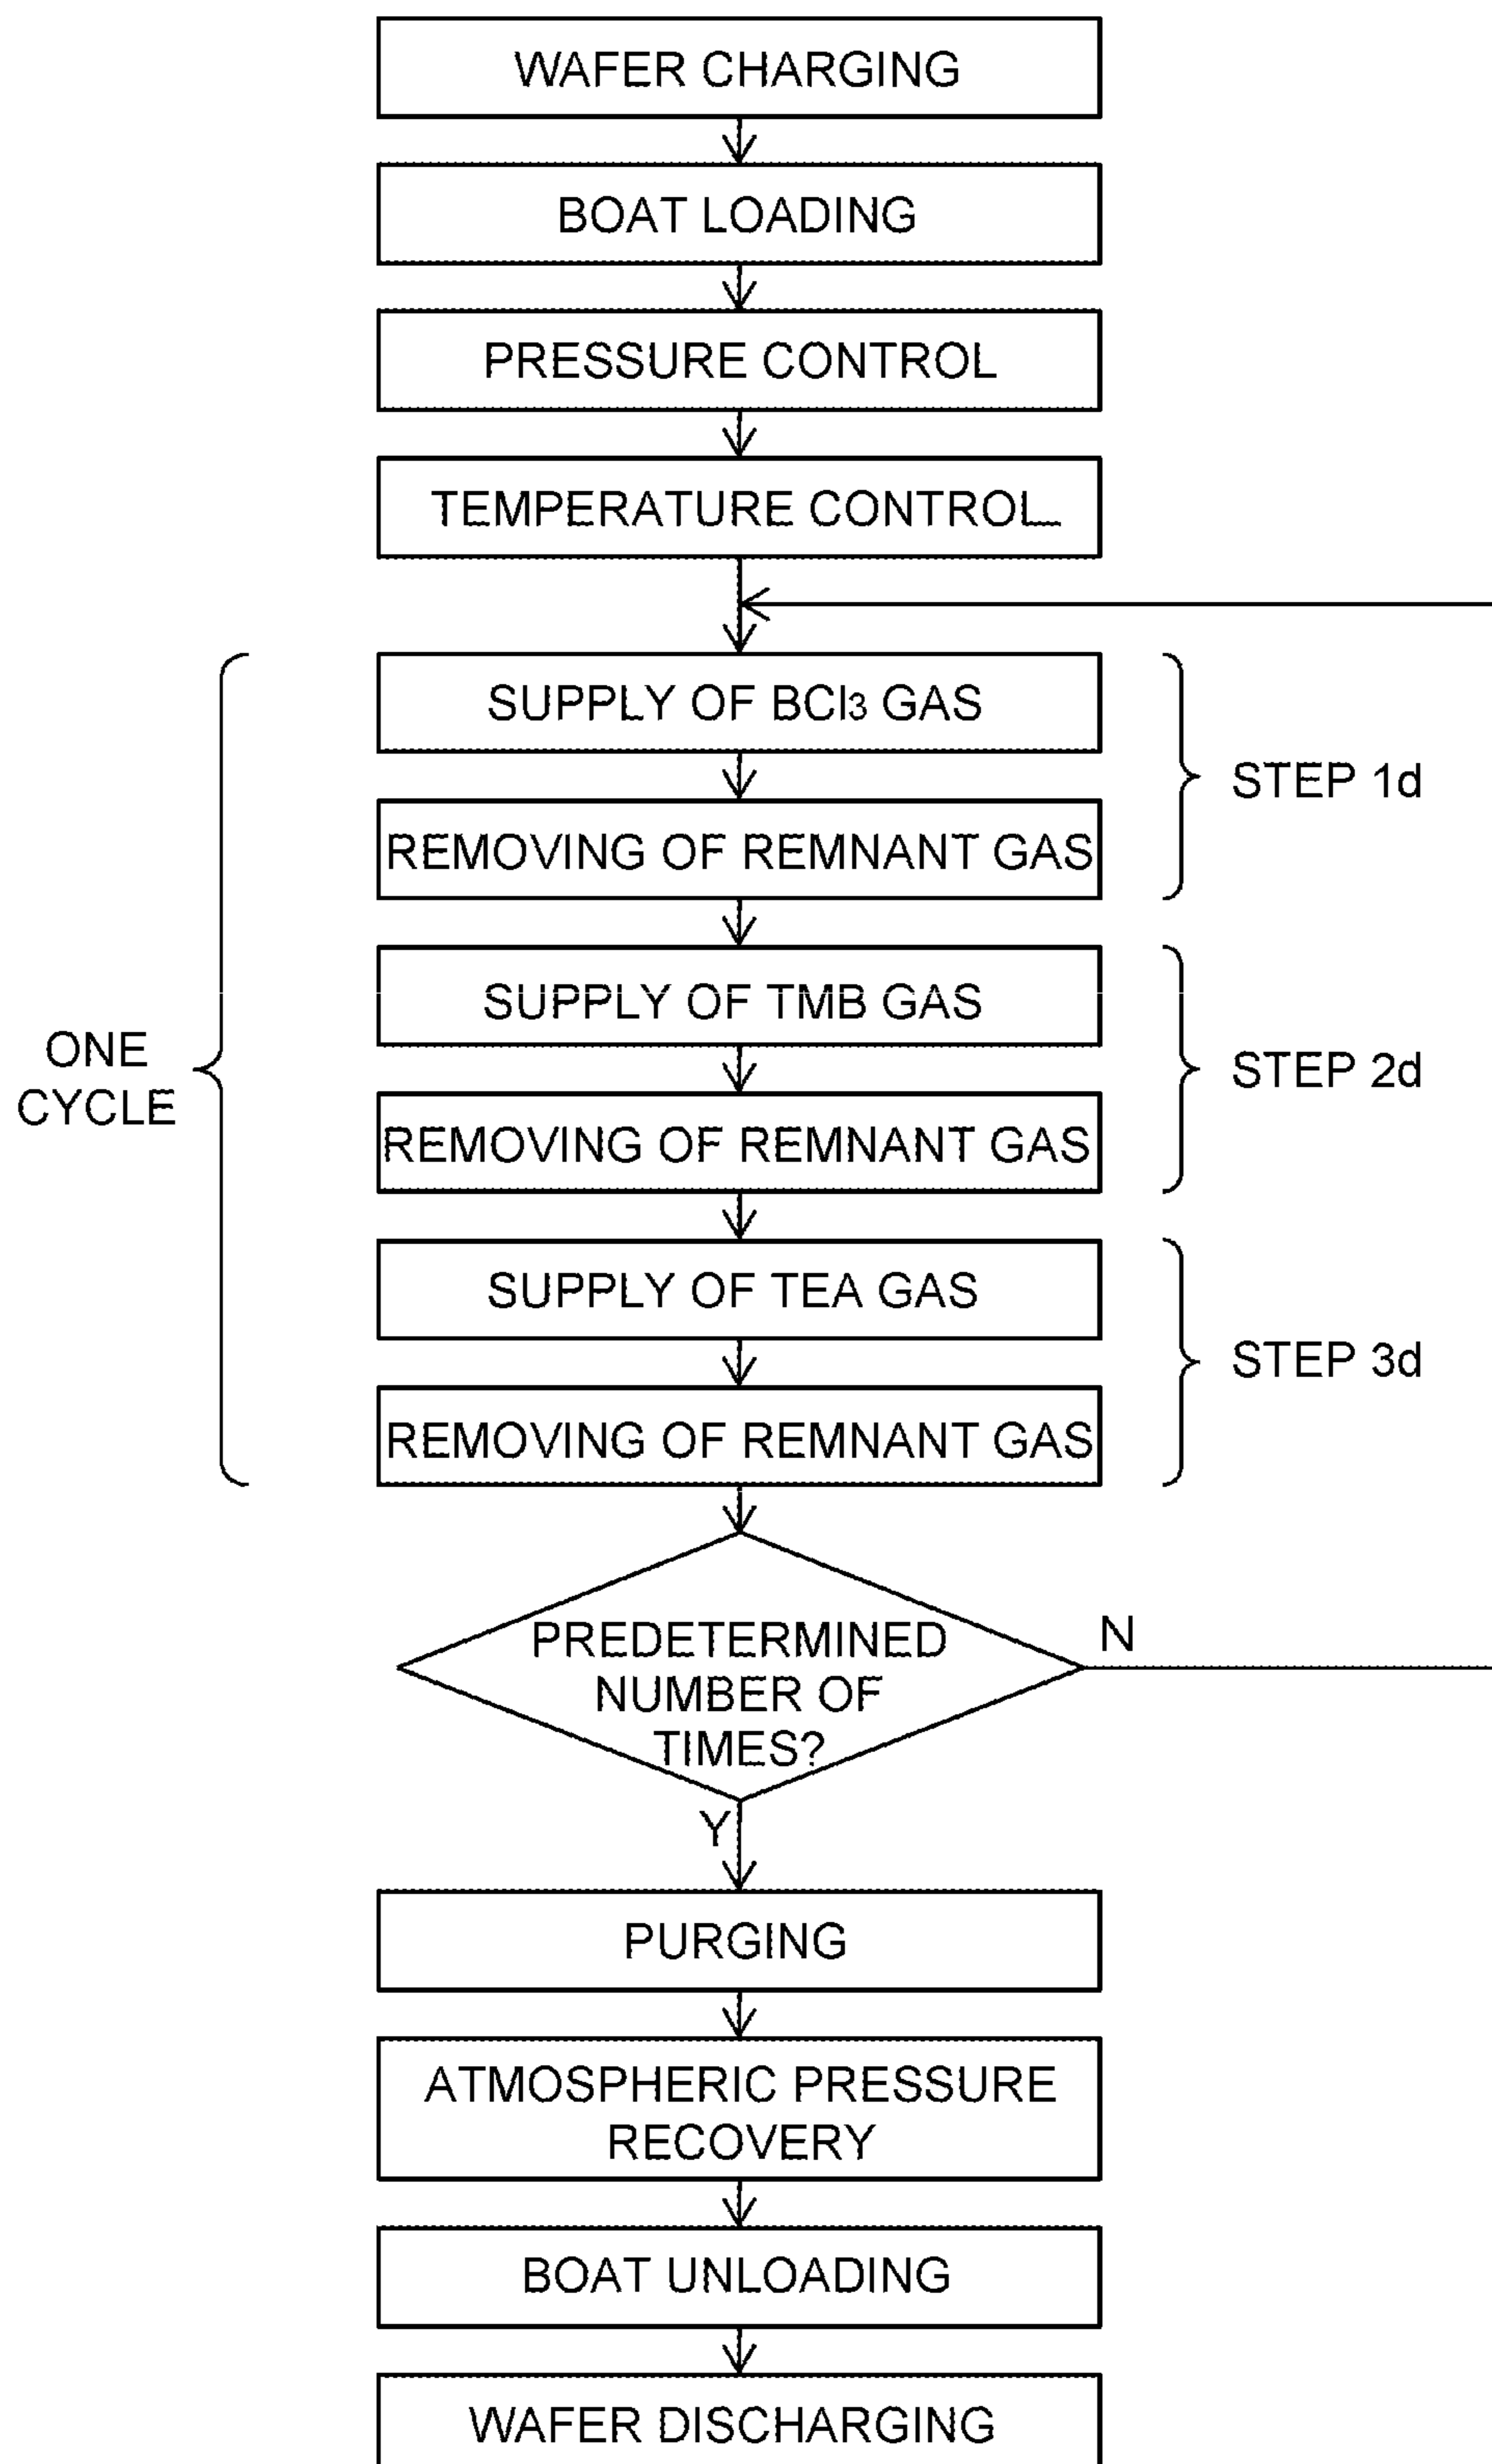 WAFER CHARGING
BOAT LOADING
PRESSURE CONTROL
TEMPERATURE CONTROL
SUPPLY OF BCl₃ GAS
STEP 1d
REMOVING OF REMNANT GAS
SUPPLY OF TMB GAS
ONE
CYCLE
STEP 2d
REMOVING OF REMNANT GAS
SUPPLY OF TEA GAS
STEP 3d
REMOVING OF REMNANT GAS
PREDETERMINED
NUMBER OF
TIMES?
N
Y
PURGING
ATMOSPHERIC PRESSURE
RECOVERY
BOAT UNLOADING
WAFER DISCHARGING